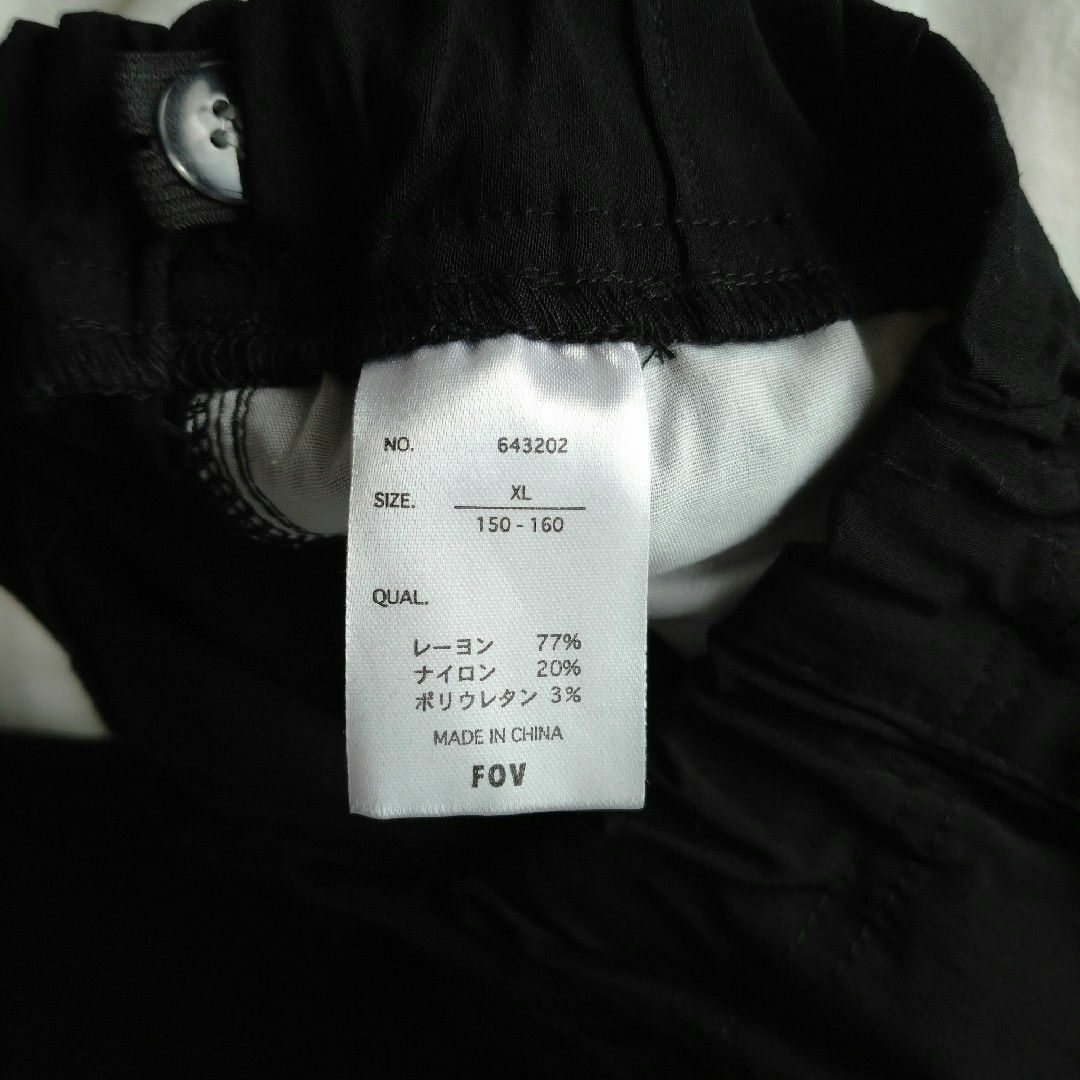 NO. 643202
SIZE. XL
150 - 160
QUAL.
レーヨン 77%
ナイロン 20%
ポリウレタン 3%
MADE IN CHINA
FOV